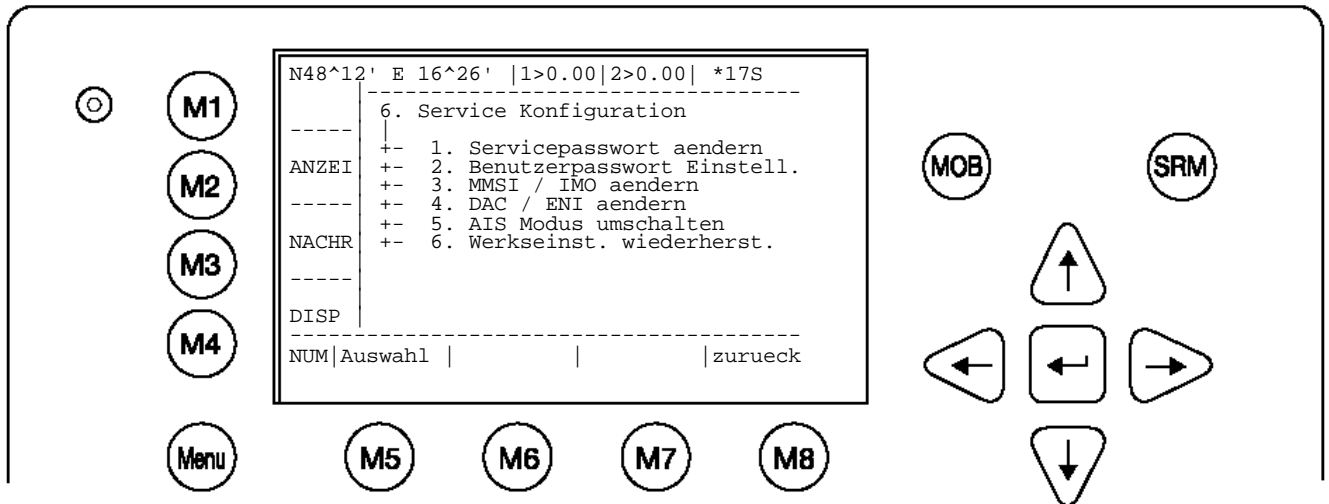 N48^12' E 16^26' |1>0.00|2>0.00| *17S
-----------------------------------
M1
6. Service Konfiguration
-----
+- 1. Servicepasswort aendern
ANZEI +- 2. Benutzerpasswort Einstell.
MOB
SRM
M2
+- 3. MMSI / IMO aendern
----- +- 4. DAC / ENI aendern
+- 5. AIS Modus umschalten
NACHR +- 6. Werkseinst. wiederherst.
M3
-----
DISP
-----------------------------------------
M4
NUM|Auswahl | | |zurueck
Menu
M5
M6
M7
M8